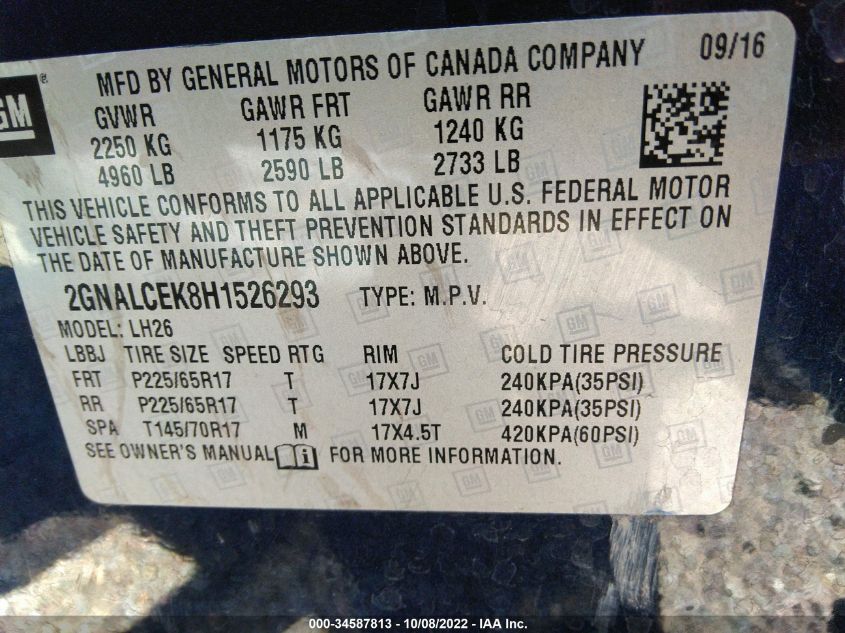 GM ®
MFD BY GENERAL MOTORS OF CANADA COMPANY 09/16
GVWR GAWR FRT GAWR RR
2250 KG 1175 KG 1240 KG
4960 LB 2590 LB 2733 LB
THIS VEHICLE CONFORMS TO ALL APPLICABLE U.S. FEDERAL MOTOR
VEHICLE SAFETY AND THEFT PREVENTION STANDARDS IN EFFECT ON
THE DATE OF MANUFACTURE SHOWN ABOVE.
2GNALCEK8H1526293 TYPE: M.P.V.
MODEL: LH26
LBBJ TIRE SIZE SPEED RTG RIM COLD TIRE PRESSURE
FRT P225/65R17 T 17X7J 240KPA(35PSI)
RR P225/65R17 T 17X7J 240KPA(35PSI)
SPA T145/70R17 M 17X4.5T 420KPA(60PSI)
SEE OWNER'S MANUAL i FOR MORE INFORMATION.
000-34587813 - 10/08/2022 - IAA Inc.